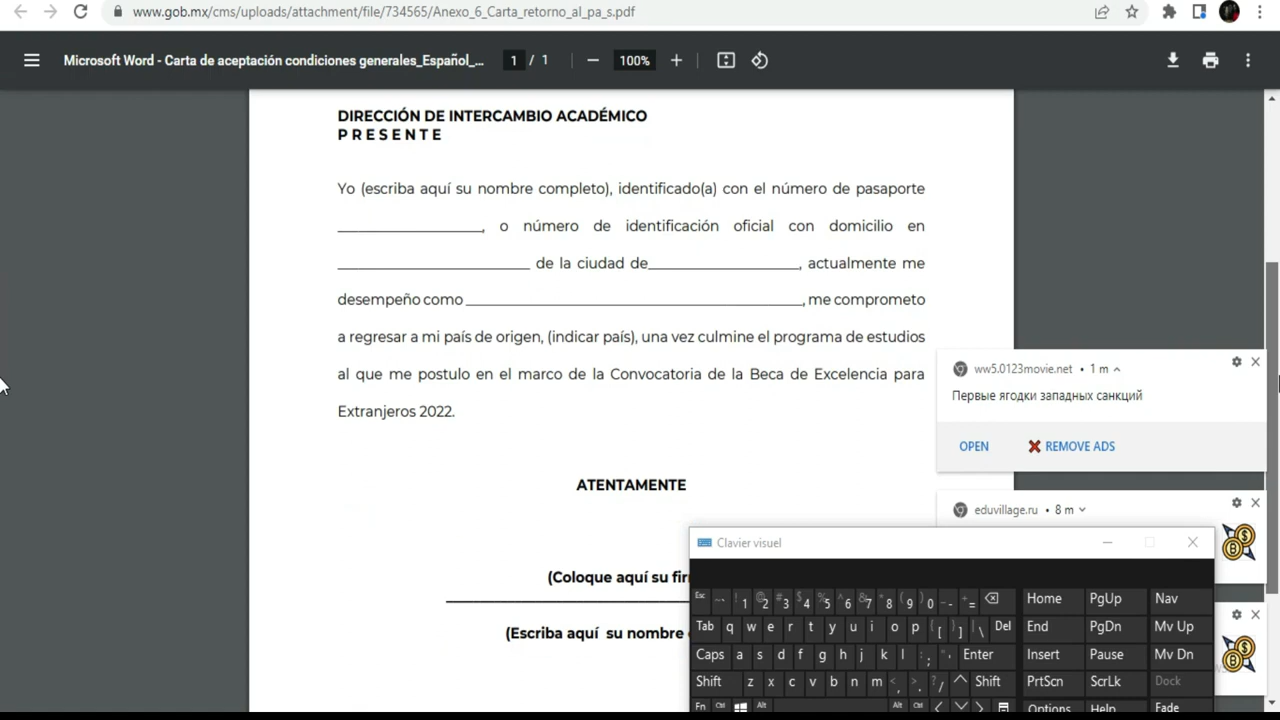 www.gob.mx/cms/uploads/attachment/file/734565/Anexo_6_Carta_retorno_al_pa_s.pdf
Microsoft Word - Carta de aceptación condiciones generales_Español_... 1 / 1 100%
DIRECCIÓN DE INTERCAMBIO ACADÉMICO
P R E S E N T E
Yo (escriba aquí su nombre completo), identificado(a) con el número de pasaporte
__________________, o número de identificación oficial con domicilio en
________________________ de la ciudad de___________________, actualmente me
desempeño como __________________________________________, me comprometo
a regresar a mi país de origen, (indicar país), una vez culmine el programa de estudios
al que me postulo en el marco de la Convocatoria de la Beca de Excelencia para
Extranjeros 2022.
ATENTAMENTE
(Coloque aquí su fir
(Escriba aquí su nombre
ww5.0123movie.net • 1 m
Первые ягодки западных санкций
OPEN REMOVE ADS
eduvillage.ru • 8 m
Clavier visuel
Esc ~ ` ! 1 @ 2 # 3 $ 4 % 5 ^ 6 & 7 * 8 ( 9 ) 0 _ - + = Home PgUp Nav
Tab q w e r t y u i o p { [ } ] | \ Del End PgDn Mv Up
Caps a s d f g h j k l : ; " ' Enter Insert Pause Mv Dn
Shift z x c v b n m < , > . ? / Shift PrtScn ScrLk Dock
Fn Ctrl Alt Alt Ctrl Options Help Fade